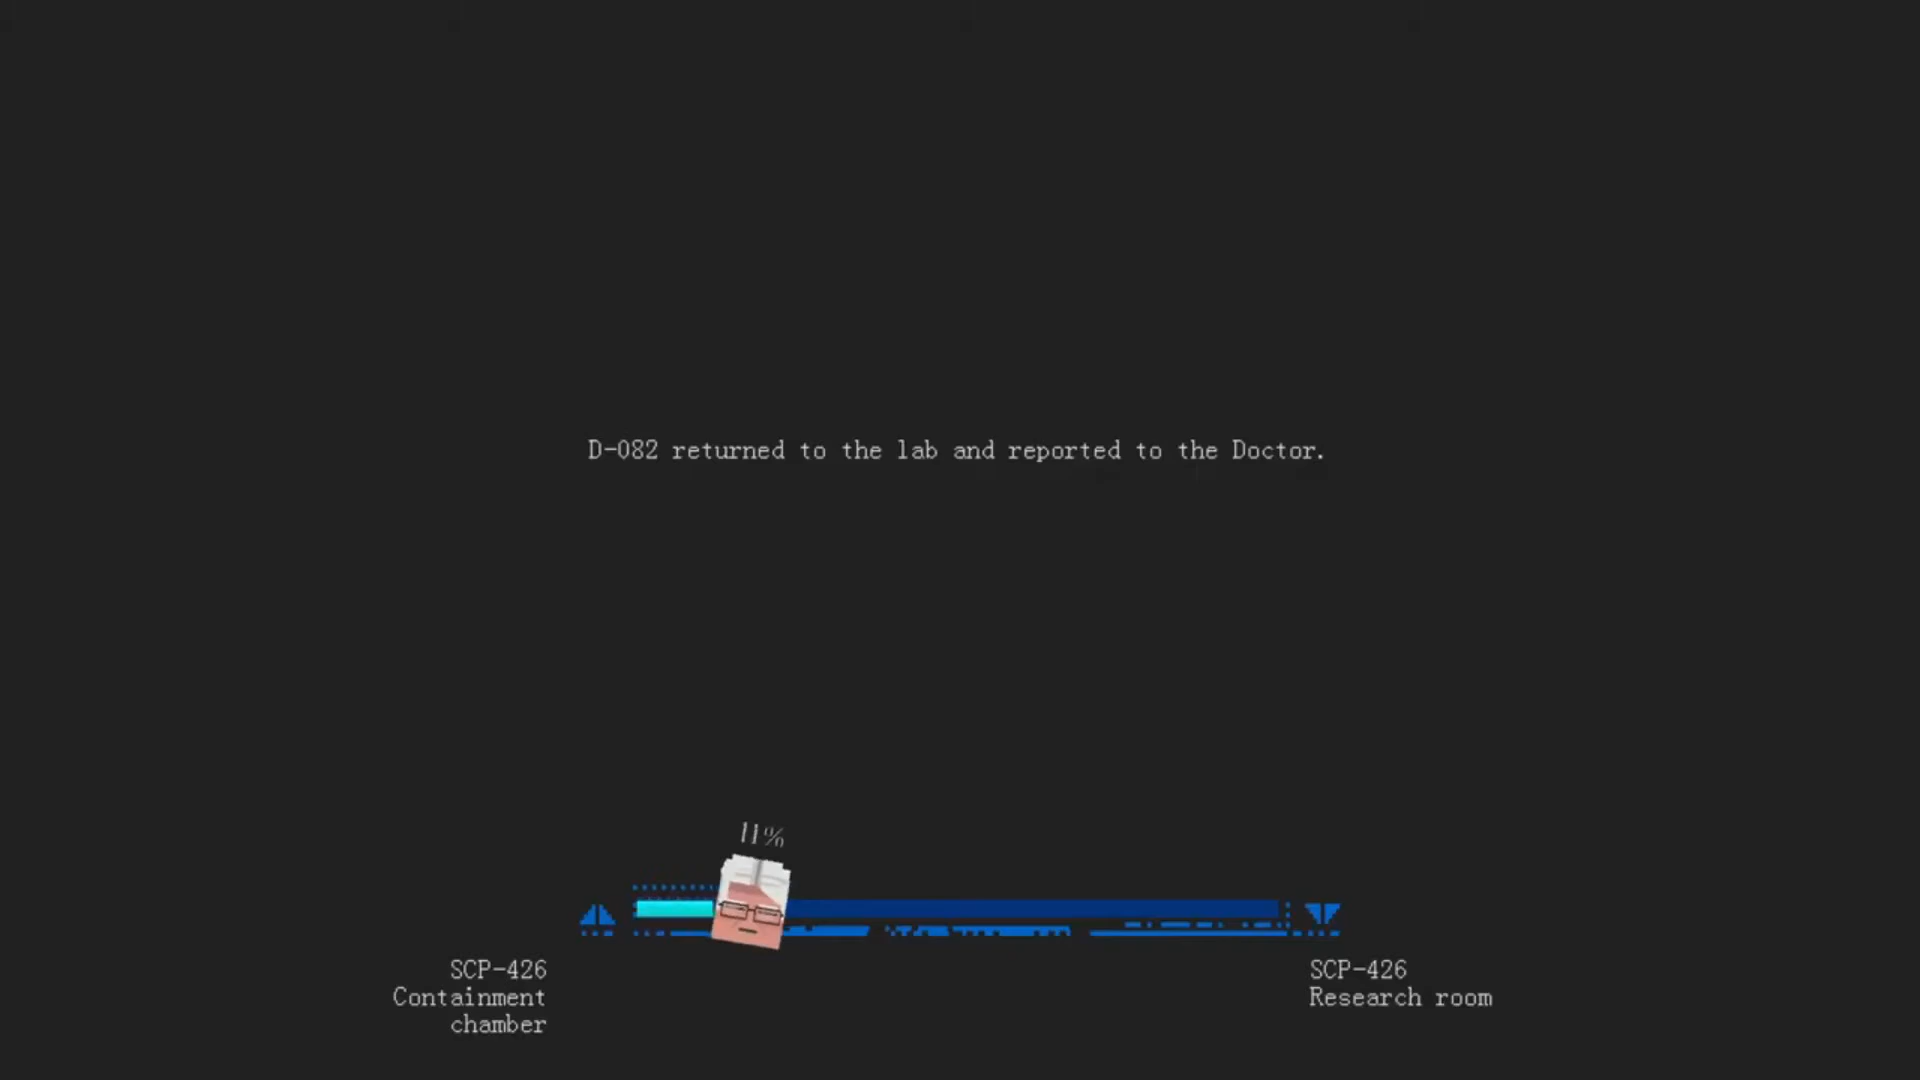 D-082 returned to the lab and reported to the Doctor.
11%
SCP-426
Containment
chamber
SCP-426
Research room